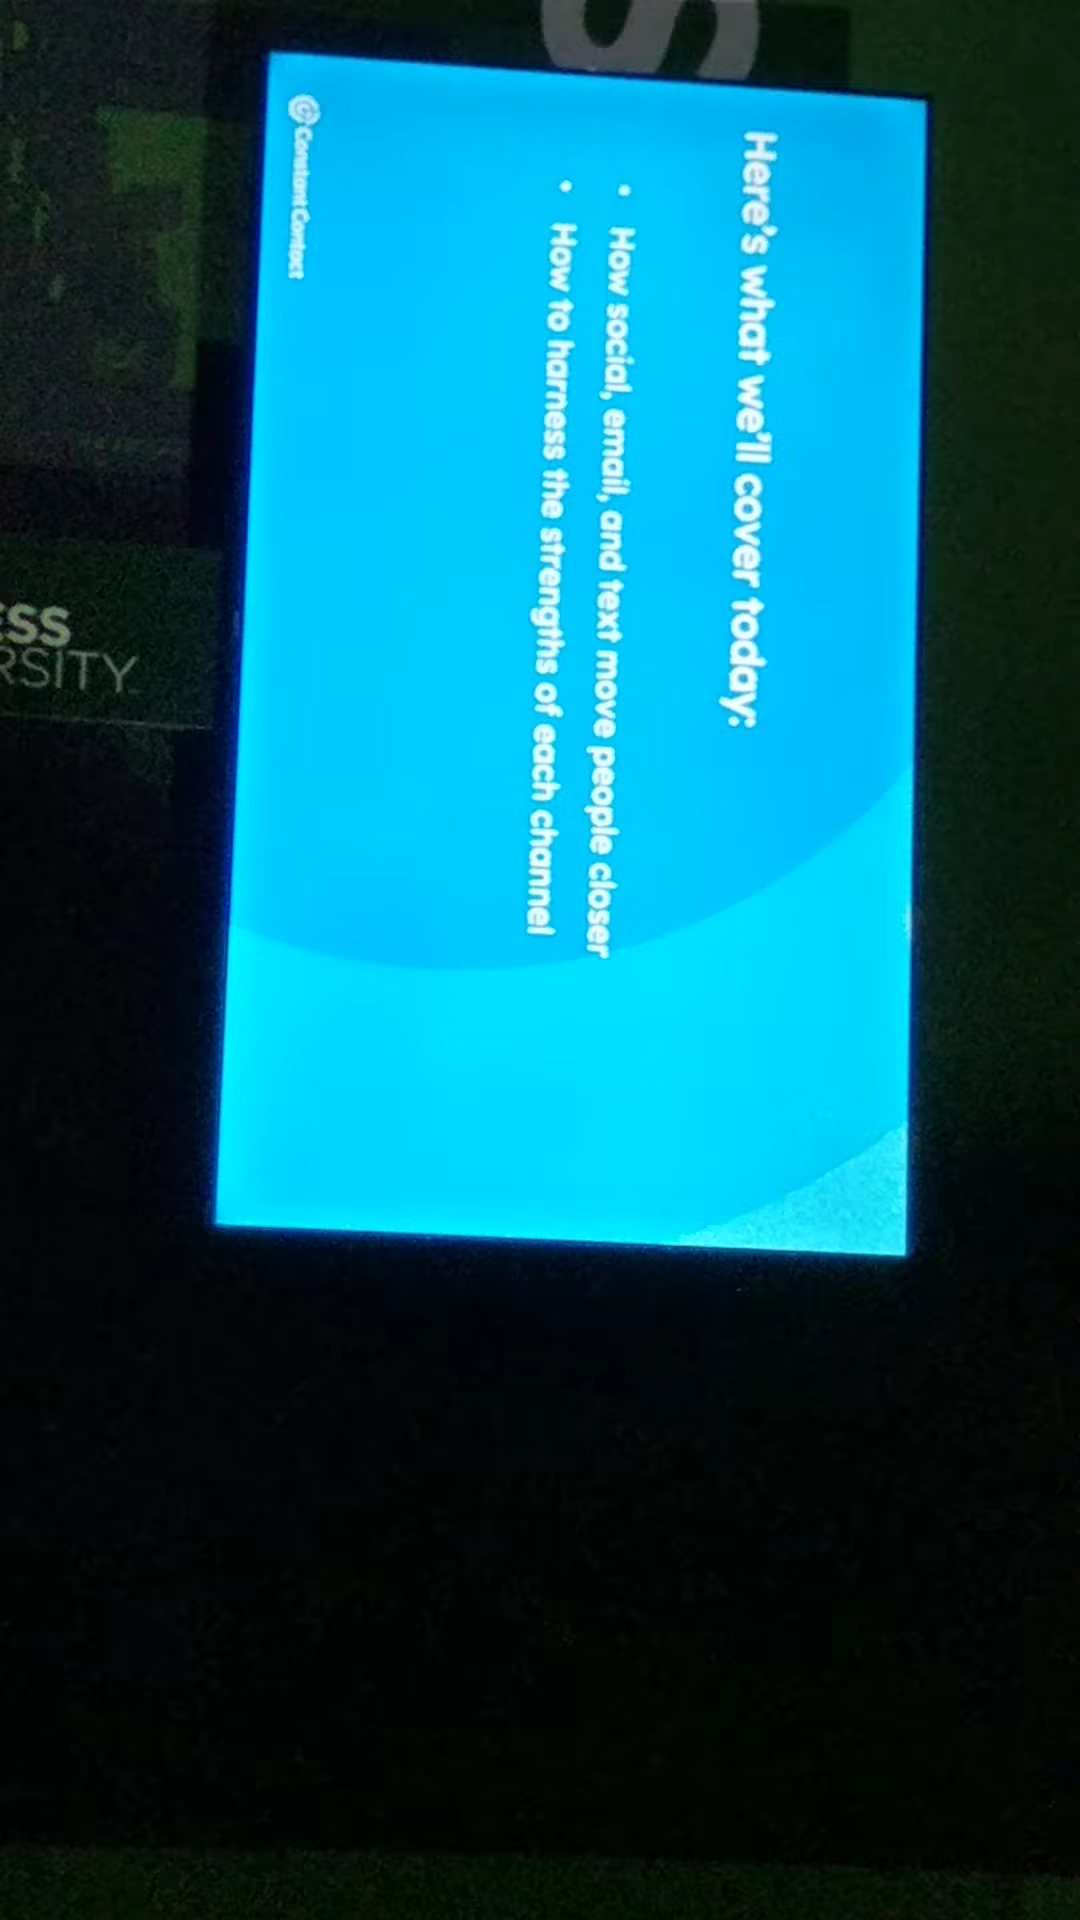 Here's what we'll cover today:
• How social, email, and text move people closer
• How to harness the strengths of each channel
Constant Contact
ESS
RSITY
S